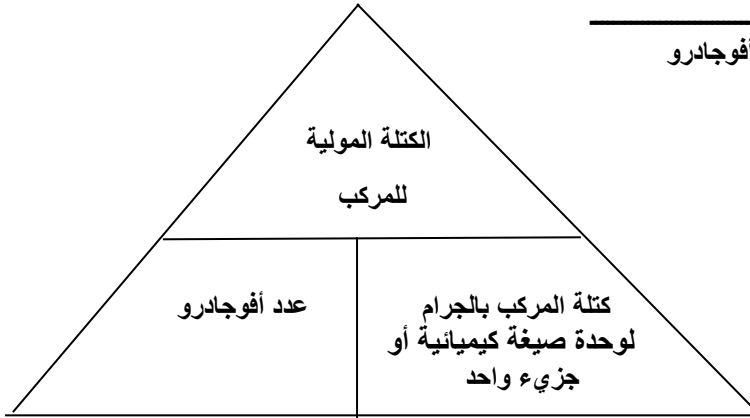 أفوجادرو
الكتلة المولية
للمركب
عدد أفوجادرو
كتلة المركب بالجرام
لوحدة صيغة كيميائية أو
جزيء واحد